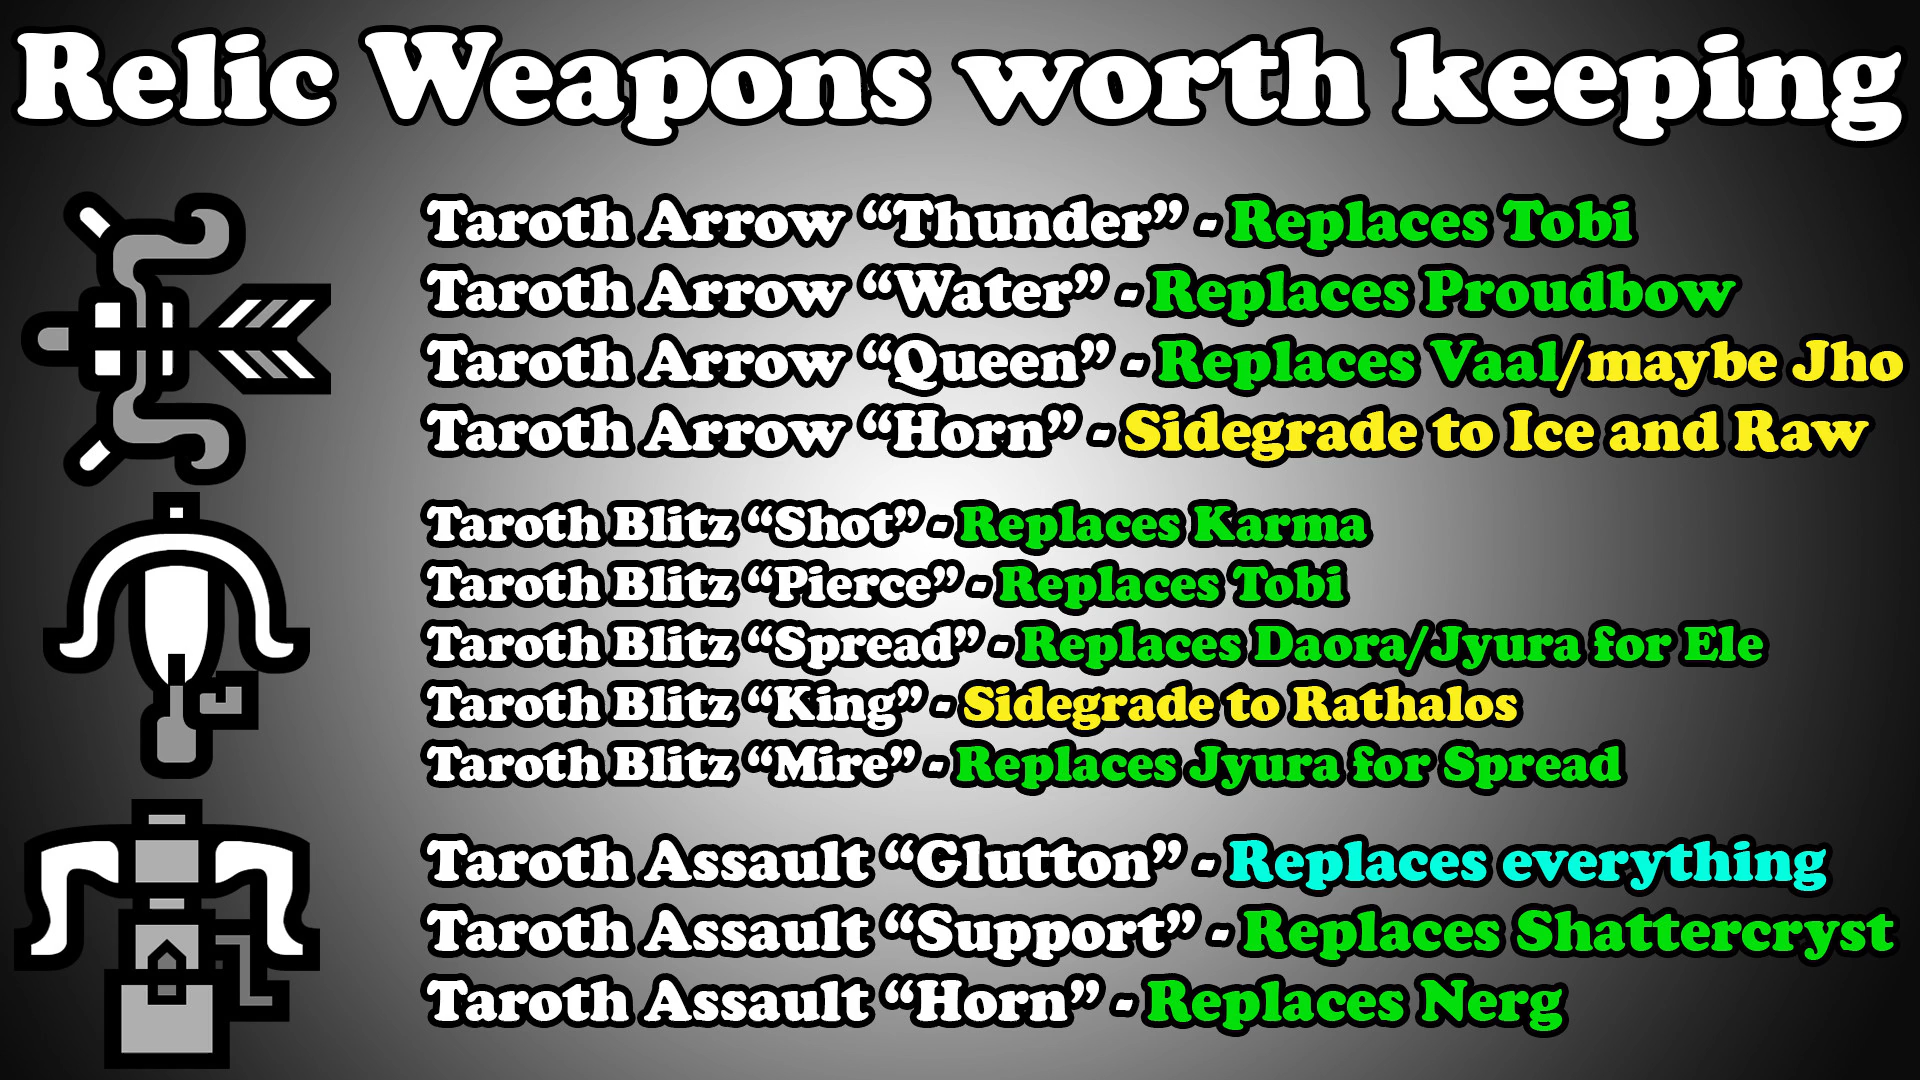 Relic Weapons worth keeping
Taroth Arrow “Thunder” - Replaces Tobi
Taroth Arrow “Water” - Replaces Proudbow
Taroth Arrow “Queen” - Replaces Vaal/maybe Jho
Taroth Arrow “Horn” - Sidegrade to Ice and Raw
Taroth Blitz “Shot” - Replaces Karma
Taroth Blitz “Pierce” - Replaces Tobi
Taroth Blitz “Spread” - Replaces Daora/Jyura for Ele
Taroth Blitz “King” - Sidegrade to Rathalos
Taroth Blitz “Mire” - Replaces Jyura for Spread
Taroth Assault “Glutton” - Replaces everything
Taroth Assault “Support” - Replaces Shattercryst
Taroth Assault “Horn” - Replaces Nerg